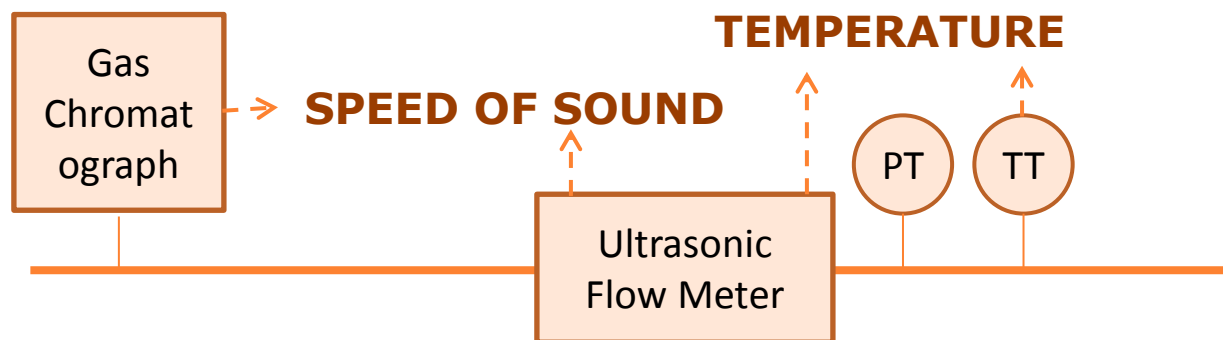 TEMPERATURE
Gas
Chromat
ograph
SPEED OF SOUND
PT
TT
Ultrasonic
Flow Meter